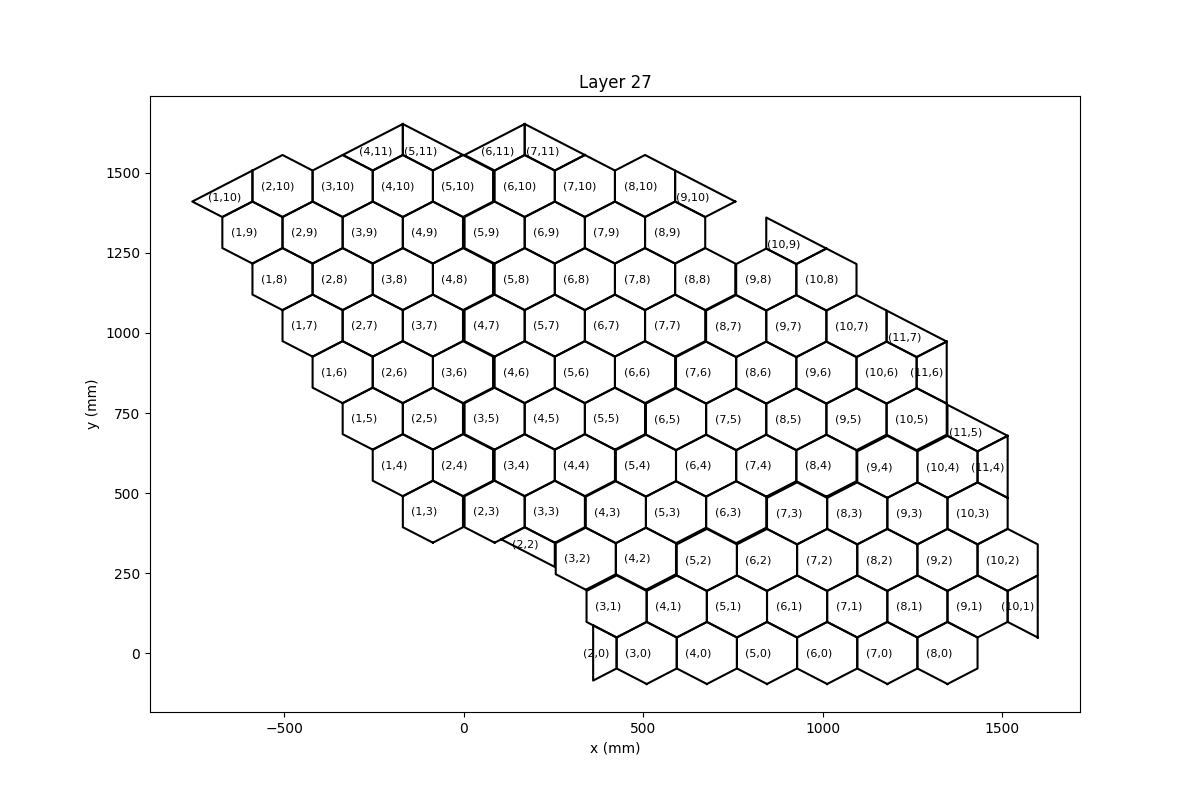 Layer 27
(4,11) (5,11) (6,11) (7,11)
1500
(1,10) (2,10) (3,10) (4,10) (5,10) (6,10) (7,10) (8,10) (9,10)
(1,9) (2,9) (3,9) (4,9) (5,9) (6,9) (7,9) (8,9) (10,9)
1250
(1,8) (2,8) (3,8) (4,8) (5,8) (6,8) (7,8) (8,8) (9,8) (10,8)
(1,7) (2,7) (3,7) (4,7) (5,7) (6,7) (7,7) (8,7) (9,7) (10,7) (11,7)
1000
(1,6) (2,6) (3,6) (4,6) (5,6) (6,6) (7,6) (8,6) (9,6) (10,6) (11,6)
750
(1,5) (2,5) (3,5) (4,5) (5,5) (6,5) (7,5) (8,5) (9,5) (10,5) (11,5)
(1,4) (2,4) (3,4) (4,4) (5,4) (6,4) (7,4) (8,4) (9,4) (10,4) (11,4)
500
(1,3) (2,3) (3,3) (4,3) (5,3) (6,3) (7,3) (8,3) (9,3) (10,3)
(2,2) (3,2) (4,2) (5,2) (6,2) (7,2) (8,2) (9,2) (10,2)
250
(3,1) (4,1) (5,1) (6,1) (7,1) (8,1) (9,1) (10,1)
0
(2,0) (3,0) (4,0) (5,0) (6,0) (7,0) (8,0)
y (mm)
−500 0 500 1000 1500
x (mm)